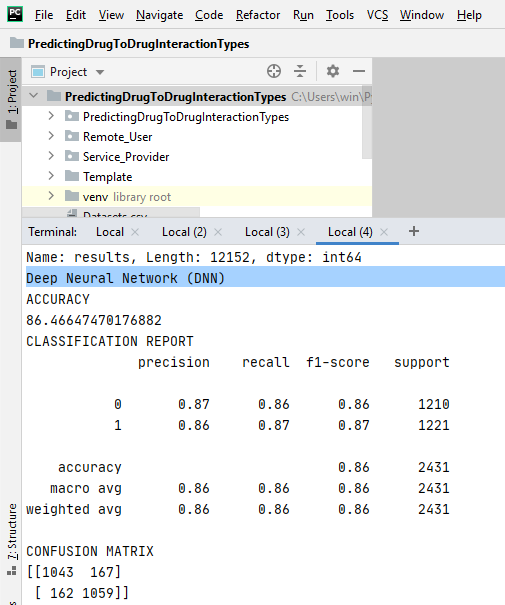 PC File Edit View Navigate Code Refactor Run Tools VCS Window Help
PredictingDrugToDrugInteractionTypes
1: Project
Project
PredictingDrugToDrugInteractionTypes C:\Users\win\P
PredictingDrugToDrugInteractionTypes
Remote_User
Service_Provider
Template
venv library root
Datasets.csv
Terminal: Local Local (2) Local (3) Local (4)
Name: results, Length: 12152, dtype: int64
Deep Neural Network (DNN)
ACCURACY
86.46647470176882
CLASSIFICATION REPORT
precision recall f1-score support
0 0.87 0.86 0.86 1210
1 0.86 0.87 0.87 1221
accuracy 0.86 2431
macro avg 0.86 0.86 0.86 2431
weighted avg 0.86 0.86 0.86 2431
CONFUSION MATRIX
[[1043 167]
[ 162 1059]]
7: Structure